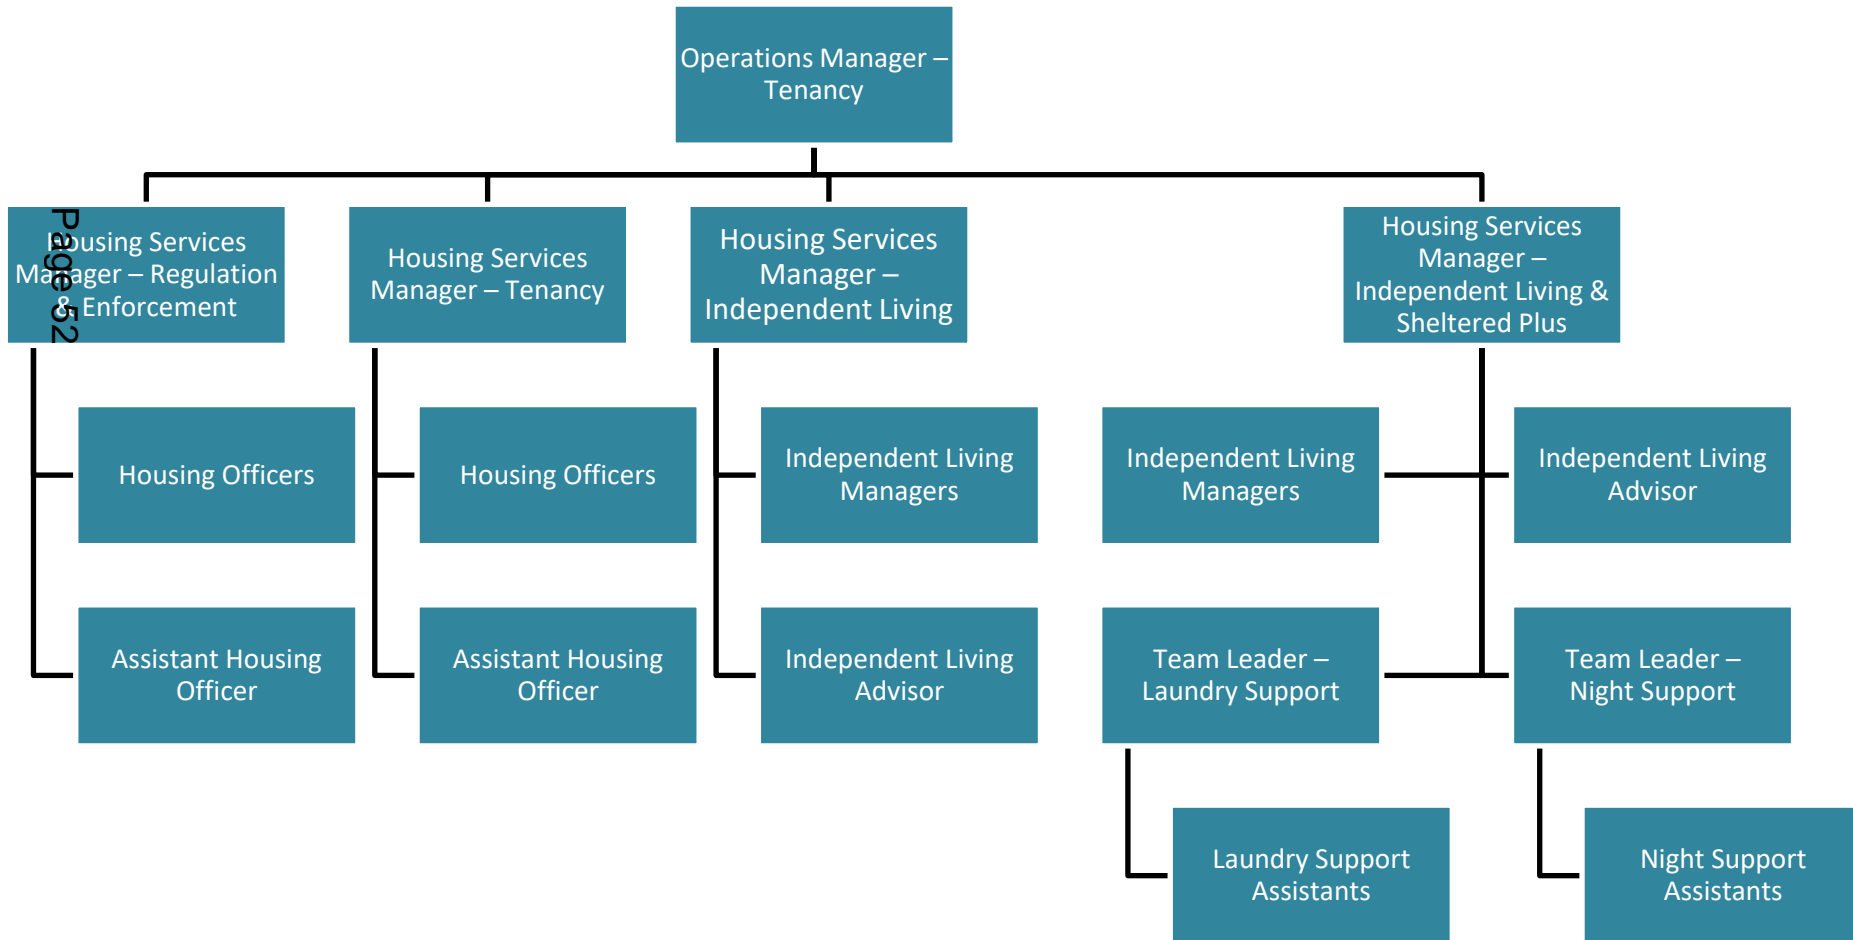 Operations Manager –
Tenancy
Page 52
Housing Services
Manager – Regulation
& Enforcement
Housing Services
Manager – Tenancy
Housing Services
Manager –
Independent Living
Housing Services
Manager –
Independent Living &
Sheltered Plus
Housing Officers
Housing Officers
Independent Living
Managers
Independent Living
Managers
Independent Living
Advisor
Assistant Housing
Officer
Assistant Housing
Officer
Independent Living
Advisor
Team Leader –
Laundry Support
Team Leader –
Night Support
Laundry Support
Assistants
Night Support
Assistants